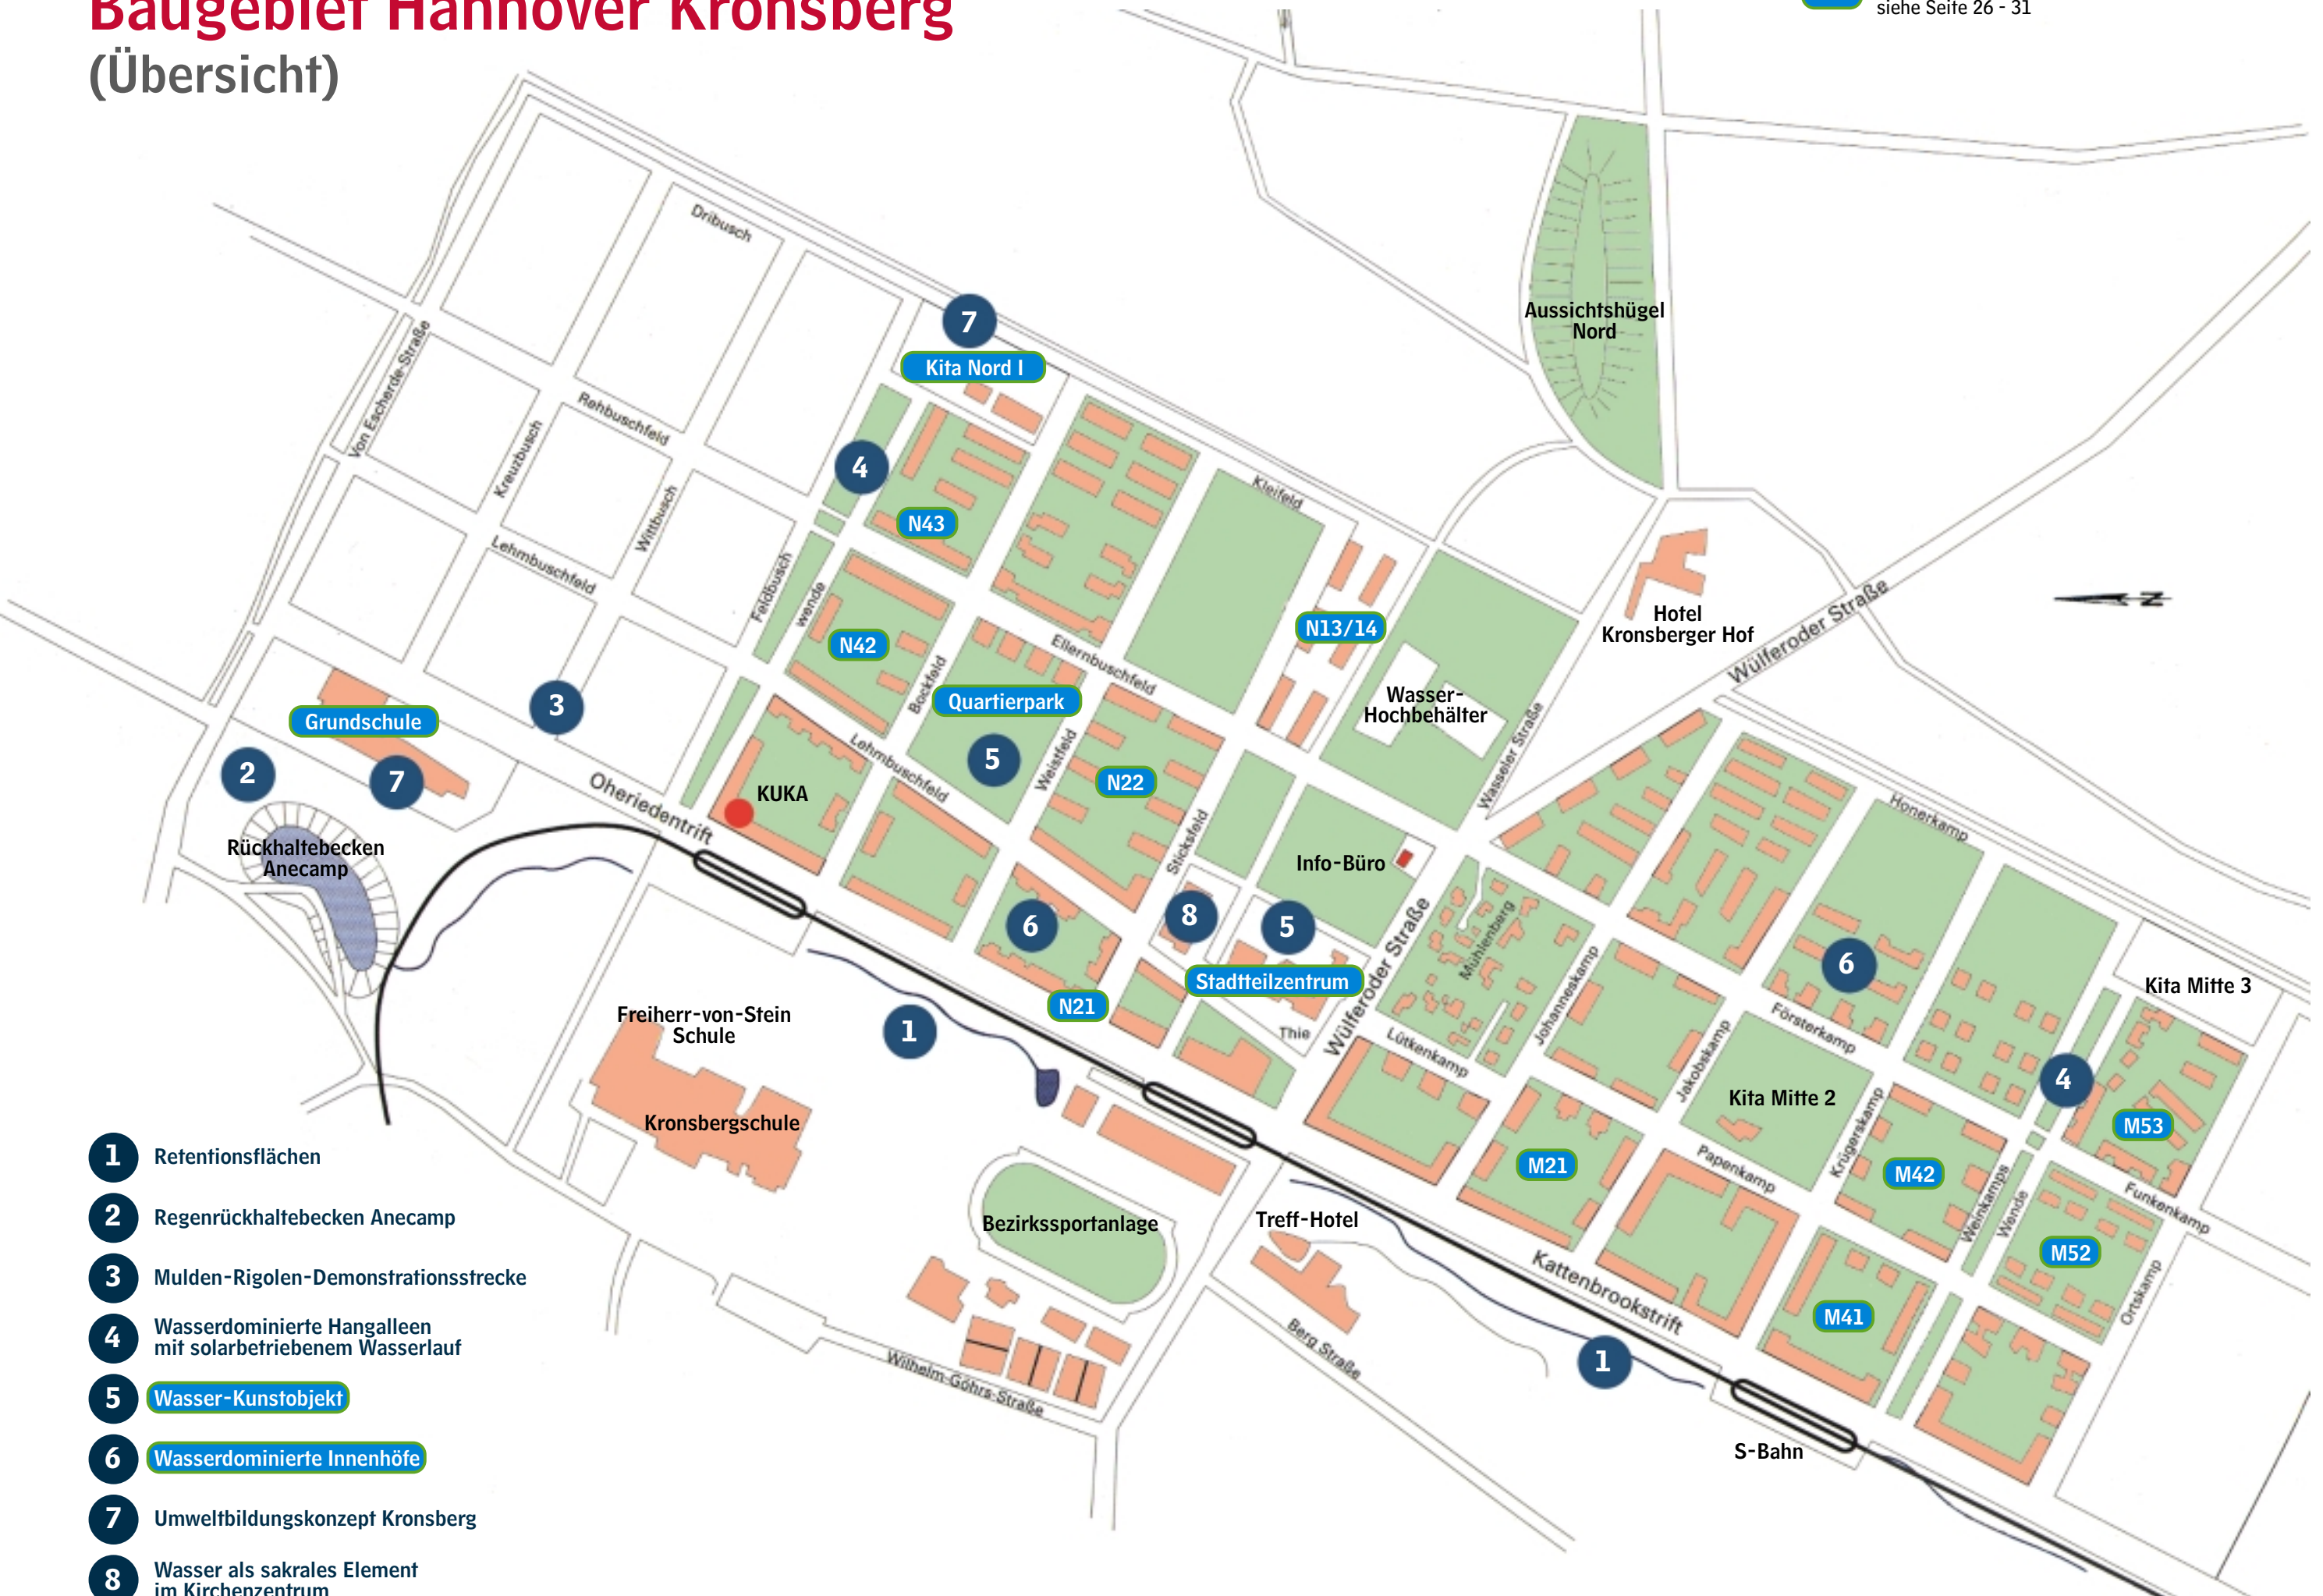 Baugebiet Hannover Kronsberg
(Übersicht)
siehe Seite 26 - 31
Dribusch
7
Kita Nord I
Aussichtshügel
Nord
Von Escherde-Straße
Rehbuschfeld
Kreuzbusch
4
Wittbusch
N43
Kleifeld
Lehmbuschfeld
Feldbusch
wende
N42
N13/14
Hotel
Kronsberger Hof
N
Wülferoder Straße
Ellernbuschfeld
Bockfeld
Quartierpark
Wasser-
Hochbehälter
3
Grundschule
2
7
5
Weistfeld
N22
Wasseler Straße
Lehmbuschfeld
KUKA
Oheriedentrift
Honerkamp
Rückhaltebecken
Anecamp
Sticksfeld
Info-Büro
6
8
5
Wülferoder Straße
Mühlenberg
6
Stadtteilzentrum
N21
Kita Mitte 3
Johanneskamp
Freiherr-von-Stein
Schule
1
Thie
Lütkenkamp
Försterkamp
Jakobskamp
4
Kita Mitte 2
Kronsbergschule
M53
Krügerskamp
M21
Papenkamp
M42
Weinkamps
Wende
Funkenkamp
Bezirkssportanlage
Treff-Hotel
M52
Kattenbrookstrift
Ortskamp
M41
Berg Straße
1
Wilhelm-Göhrs-Straße
S-Bahn
1 Retentionsflächen
2 Regenrückhaltebecken Anecamp
3 Mulden-Rigolen-Demonstrationsstrecke
4 Wasserdominierte Hangalleen
mit solarbetriebenem Wasserlauf
5 Wasser-Kunstobjekt
6 Wasserdominierte Innenhöfe
7 Umweltbildungskonzept Kronsberg
8 Wasser als sakrales Element
im Kirchenzentrum